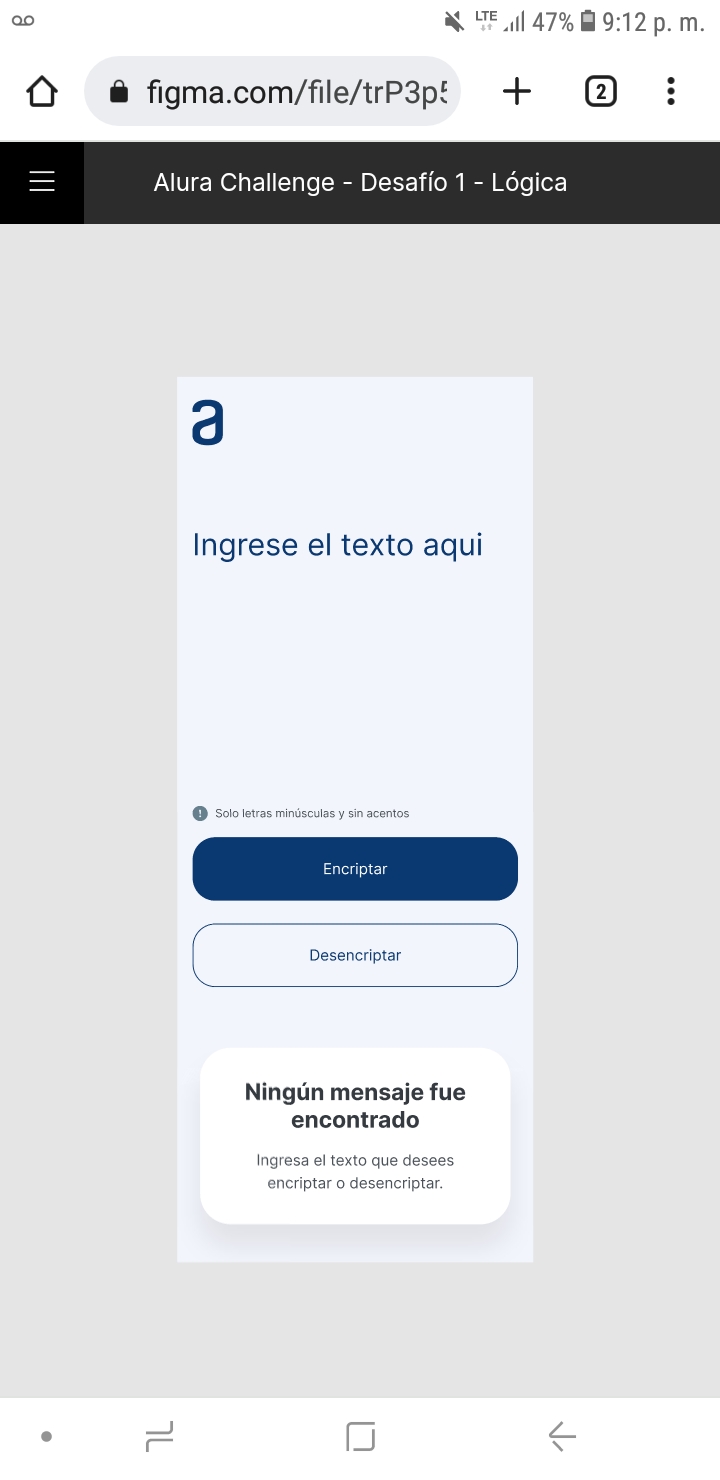 LTE 47% 9:12 p. m.
figma.com/file/trP3p5
2
Alura Challenge - Desafío 1 - Lógica
a
Ingrese el texto aqui
Solo letras minúsculas y sin acentos
Encriptar
Desencriptar
Ningún mensaje fue
encontrado
Ingresa el texto que desees
encriptar o desencriptar.